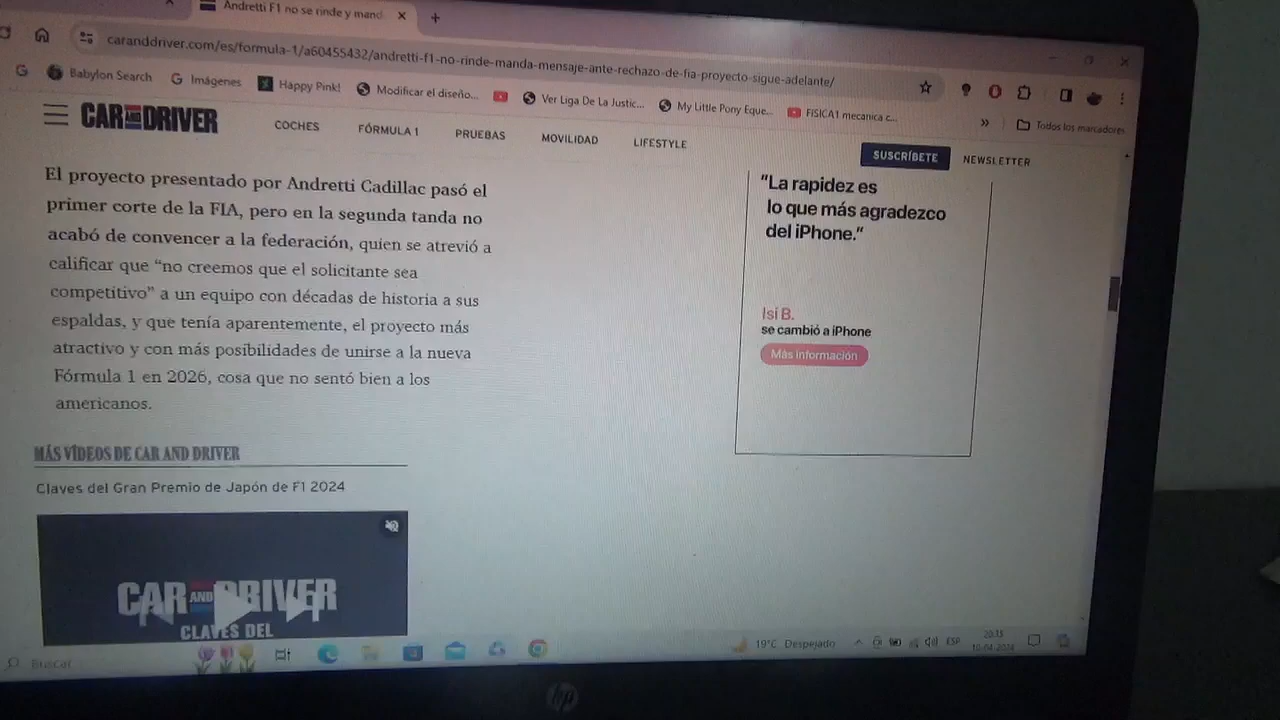 Andretti F1 no se rinde y mand
caranddriver.com/es/formula-1/a60455432/andretti-f1-no-rinde-manda-mensaje-ante-rechazo-de-fia-proyecto-sigue-adelante/
Babylon Search
Imágenes
Happy Pink!
Modificar el diseño...
Ver Liga De La Justic...
My Little Pony Eque...
FISICA1 mecanica c...
Todos los marcadores
CAR AND DRIVER
COCHES
FÓRMULA 1
PRUEBAS
MOVILIDAD
LIFESTYLE
SUSCRÍBETE
NEWSLETTER
El proyecto presentado por Andretti Cadillac pasó el
primer corte de la FIA, pero en la segunda tanda no
acabó de convencer a la federación, quien se atrevió a
calificar que “no creemos que el solicitante sea
competitivo” a un equipo con décadas de historia a sus
espaldas, y que tenía aparentemente, el proyecto más
atractivo y con más posibilidades de unirse a la nueva
Fórmula 1 en 2026, cosa que no sentó bien a los
americanos.
"La rapidez es
lo que más agradezco
del iPhone."
Isi B.
se cambió a iPhone
Más información
MÁS VÍDEOS DE CAR AND DRIVER
Claves del Gran Premio de Japón de F1 2024
CAR AND DRIVER
CLAVES DEL
Buscar
19°C Despejado
ESP
20:15
10-04-2024
hp